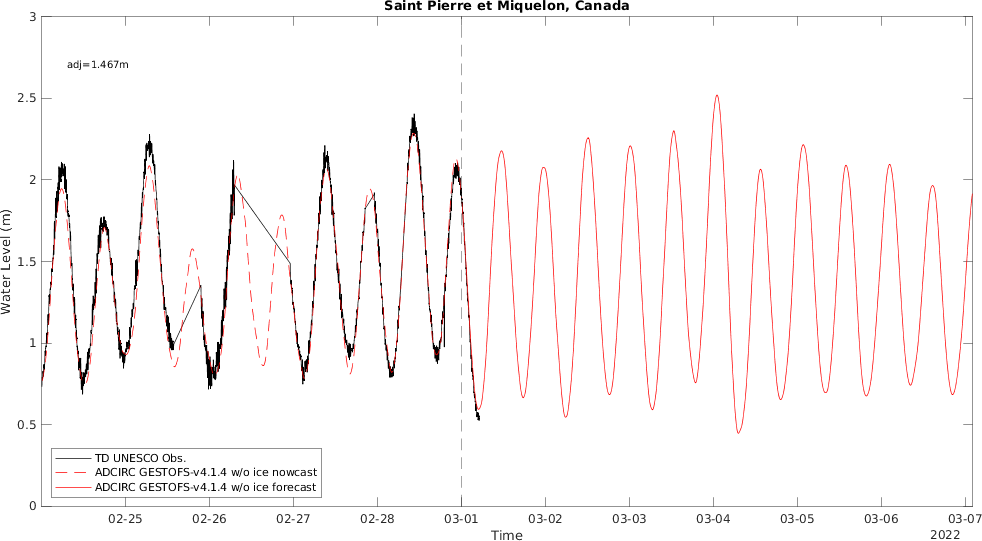 Saint Pierre et Miquelon, Canada
3
adj=1.467m
2.5
2
1.5
1
0.5
0
Water Level (m)
TD UNESCO Obs.
ADCIRC GESTOFS-v4.1.4 w/o ice nowcast
ADCIRC GESTOFS-v4.1.4 w/o ice forecast
02-25 02-26 02-27 02-28 03-01 03-02 03-03 03-04 03-05 03-06 03-07
Time
2022